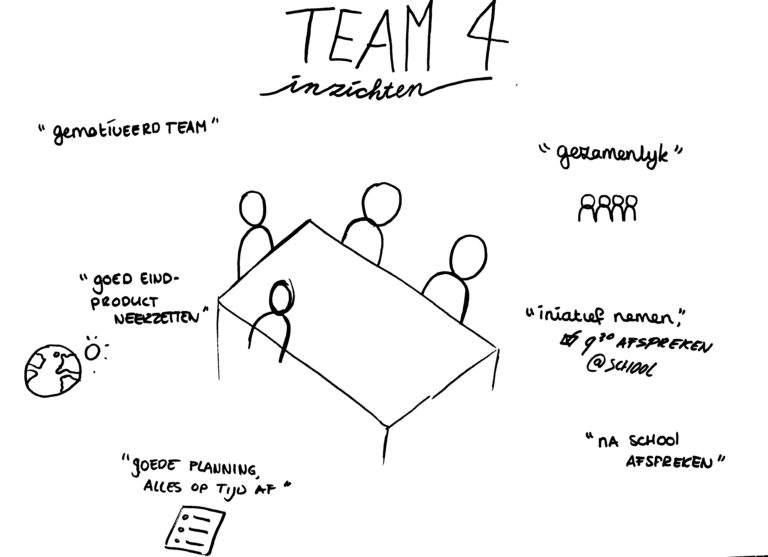 TEAM 4
inzichten
"gemotiveerd TEAM"
"gezamenlyk"
"GOED EIND-
PRODUCT
NEERZETTEN"
"iniatief nemen,"
9³⁰ AFSPREKEN
@SCHOOL
"NA SCHOOL
AFSPREKEN"
"GOEDE PLANNING,
ALLES OP TIJD AF"